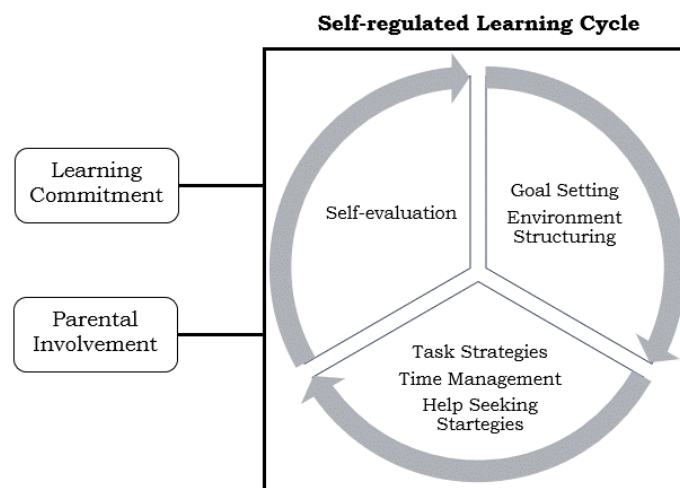 Self-regulated Learning Cycle
Learning
Commitment
Parental
Involvement
Self-evaluation
Goal Setting
Environment
Structuring
Task Strategies
Time Management
Help Seeking
Startegies